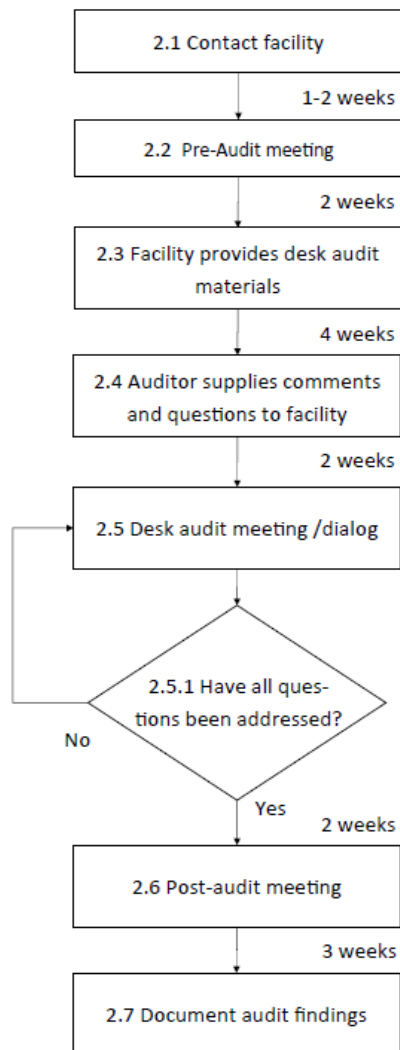 2.1 Contact facility
1-2 weeks
2.2 Pre-Audit meeting
2 weeks
2.3 Facility provides desk audit
materials
4 weeks
2.4 Auditor supplies comments
and questions to facility
2 weeks
2.5 Desk audit meeting /dialog
2.5.1 Have all ques-
tions been addressed?
No
Yes
2 weeks
2.6 Post-audit meeting
3 weeks
2.7 Document audit findings